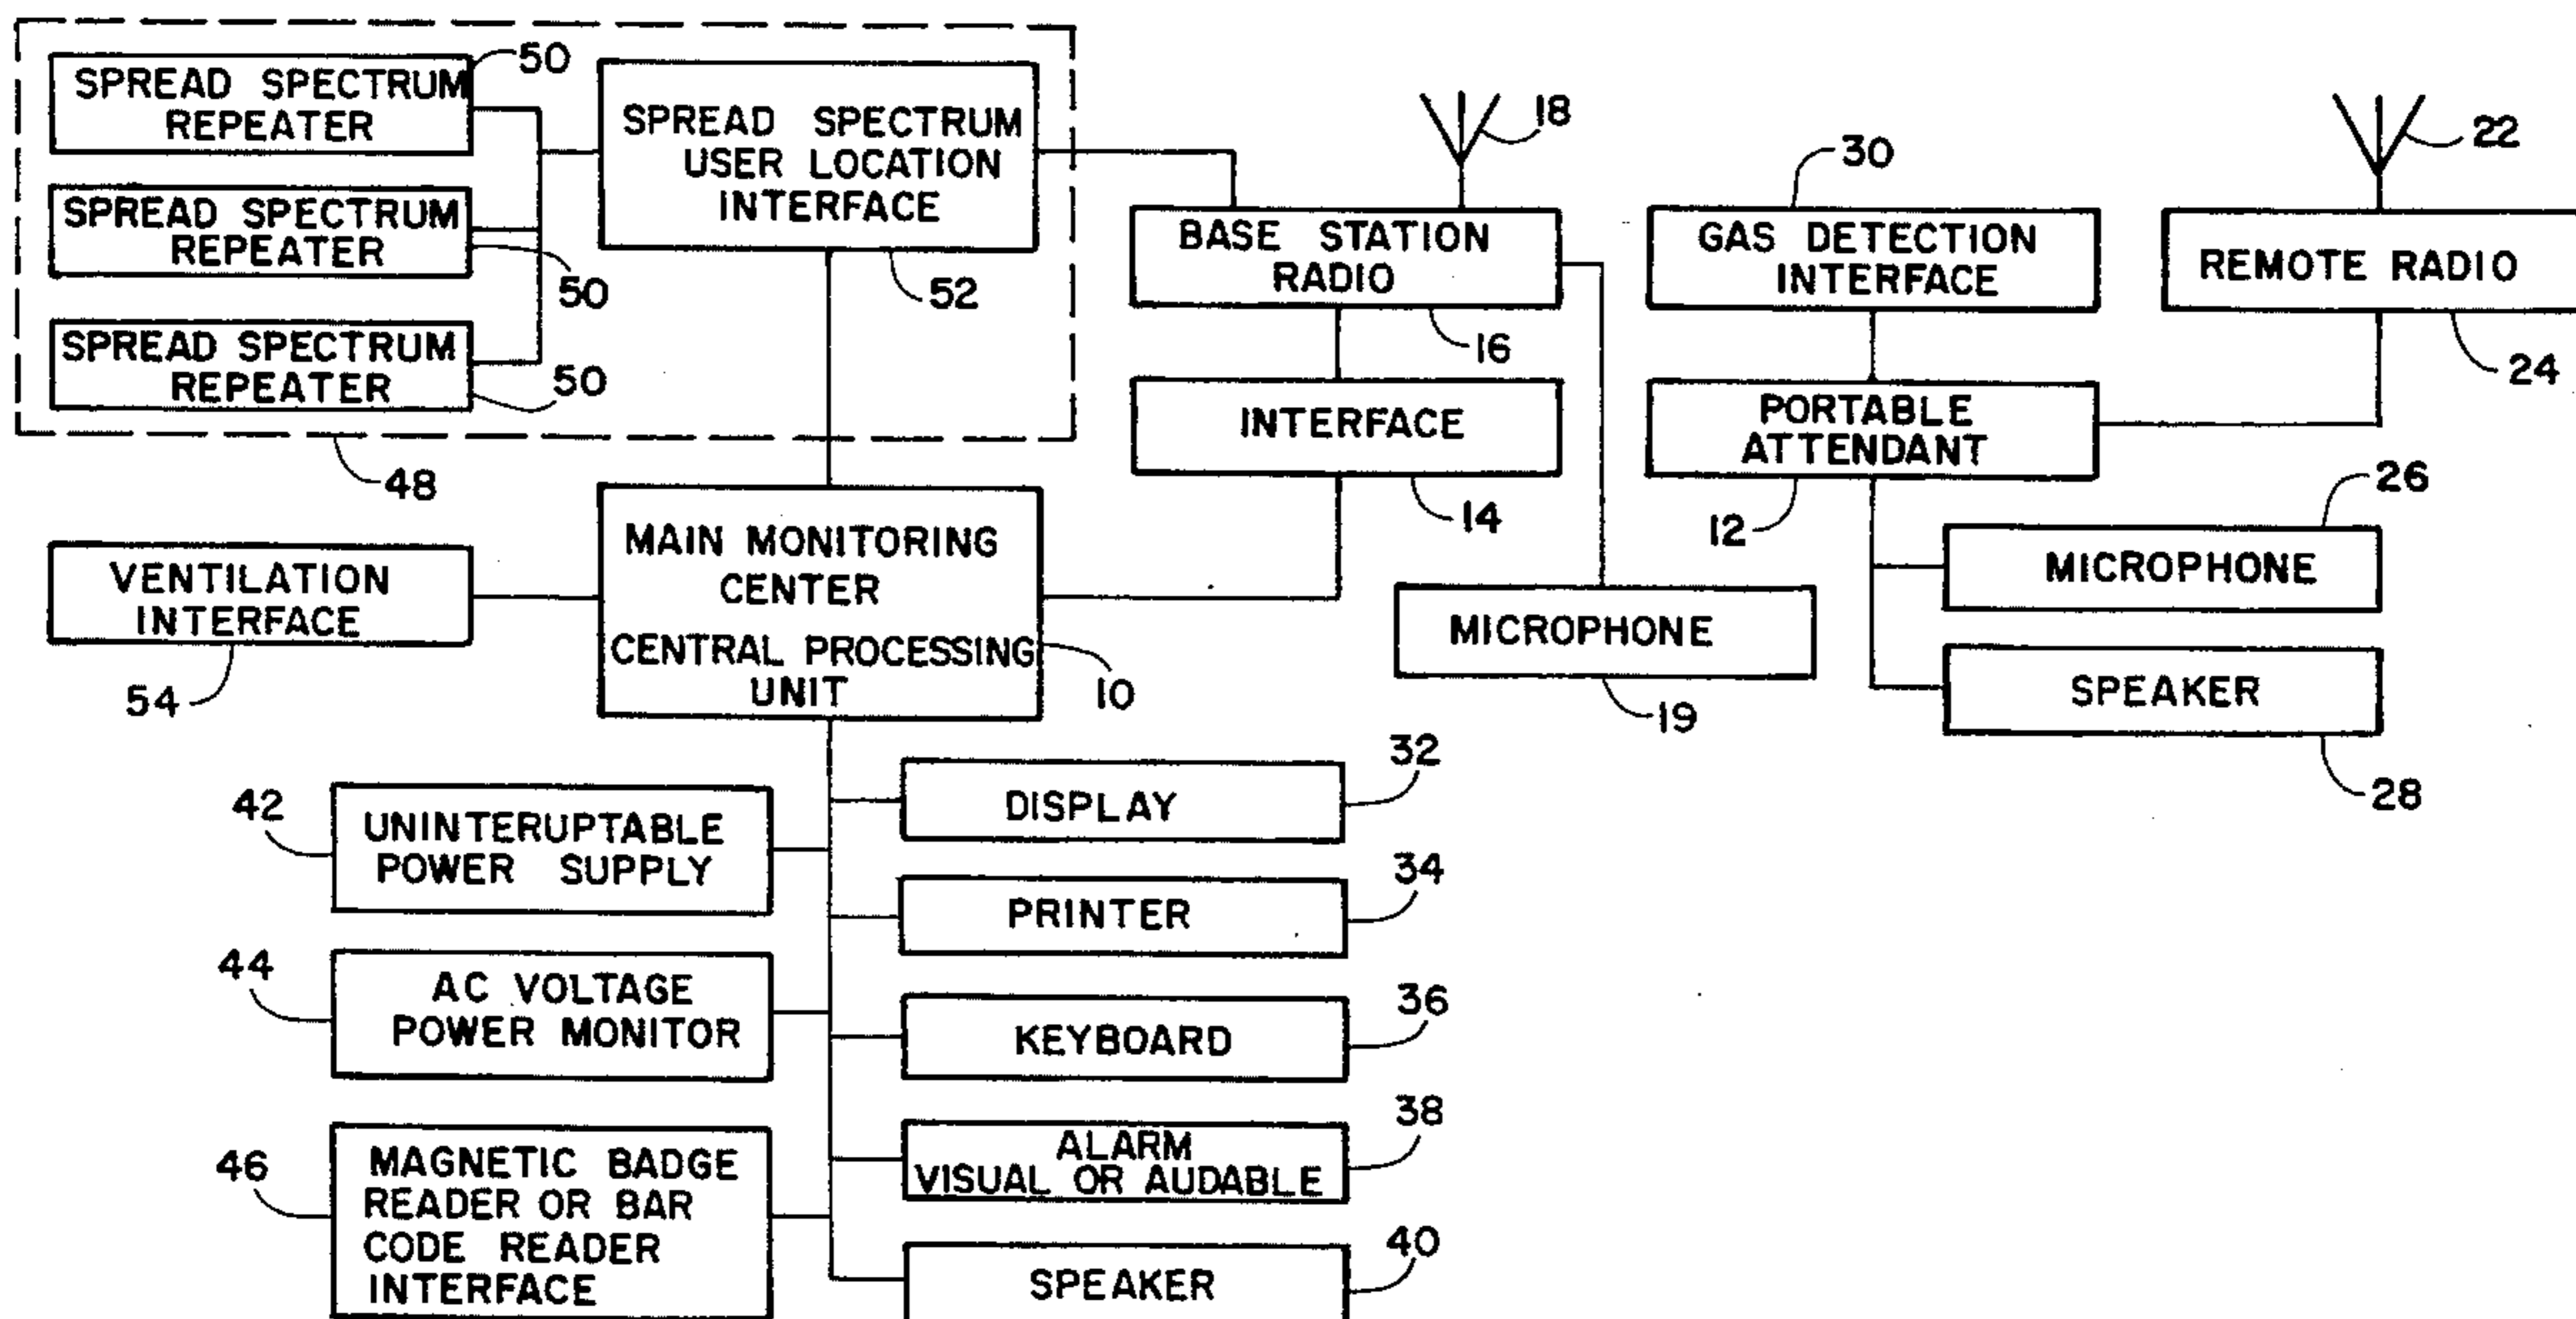 SPREAD SPECTRUM
REPEATER
50
SPREAD SPECTRUM
REPEATER
50
SPREAD SPECTRUM
REPEATER
50
48
SPREAD SPECTRUM
USER LOCATION
INTERFACE
52
18
BASE STATION
RADIO
16
INTERFACE
14
30
GAS DETECTION
INTERFACE
22
REMOTE RADIO
24
PORTABLE
ATTENDANT
12
26
MICROPHONE
SPEAKER
28
MICROPHONE
19
VENTILATION
INTERFACE
54
MAIN MONITORING
CENTER
CENTRAL PROCESSING
UNIT
10
42
UNINTERUPTABLE
POWER SUPPLY
44
AC VOLTAGE
POWER MONITOR
46
MAGNETIC BADGE
READER OR BAR
CODE READER
INTERFACE
32
DISPLAY
34
PRINTER
36
KEYBOARD
38
ALARM
VISUAL OR AUDABLE
40
SPEAKER